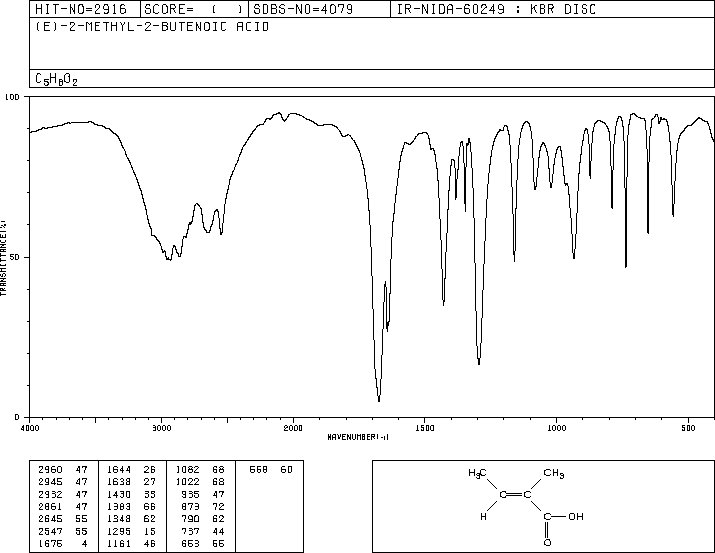 HIT-NO=2916 SCORE= ( ) SDBS-NO=4079 IR-NIDA-60249 : KBR DISC
(E)-2-METHYL-2-BUTENOIC ACID
C5H8O2
100
50
0
TRANSMITTANCE(%)
4000 3000 2000 1500 1000 500
WAVENUMBER(-1)
2960 47 1644 26 1082 68 558 60
2945 47 1638 27 1022 68
2932 47 1430 33 935 47
2861 47 1383 66 873 72
2645 55 1348 62 790 62
2547 55 1295 15 737 44
1675 4 1161 46 653 55
H3C CH3
C C
H C OH
O